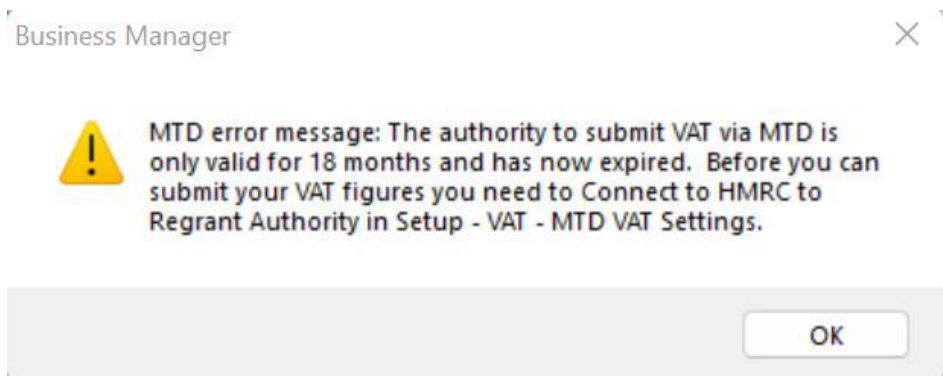 Business Manager
MTD error message: The authority to submit VAT via MTD is
only valid for 18 months and has now expired.  Before you can
submit your VAT figures you need to Connect to HMRC to
Regrant Authority in Setup - VAT - MTD VAT Settings.
OK